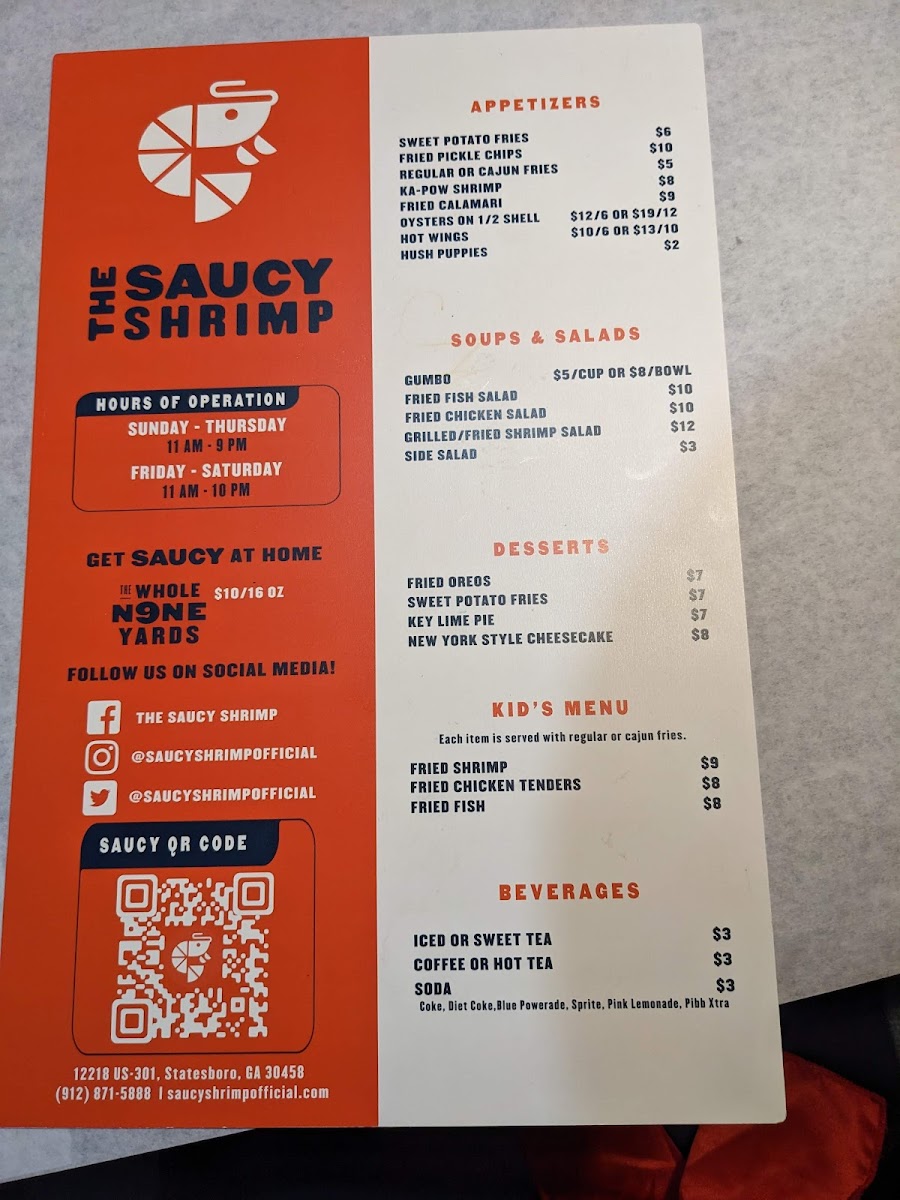 THE SAUCY
SHRIMP
HOURS OF OPERATION
SUNDAY - THURSDAY
11 AM - 9 PM
FRIDAY - SATURDAY
11 AM - 10 PM
GET SAUCY AT HOME
THE WHOLE $10/16 OZ
N9NE
YARDS
FOLLOW US ON SOCIAL MEDIA!
THE SAUCY SHRIMP
@SAUCYSHRIMPOFFICIAL
@SAUCYSHRIMPOFFICIAL
SAUCY QR CODE
12218 US-301, Statesboro, GA 30458
(912) 871-5888 | saucyshrimpofficial.com
APPETIZERS
SWEET POTATO FRIES $6
FRIED PICKLE CHIPS $10
REGULAR OR CAJUN FRIES $5
KA-POW SHRIMP $8
FRIED CALAMARI $9
OYSTERS ON 1/2 SHELL $12/6 OR $19/12
HOT WINGS $10/6 OR $13/10
HUSH PUPPIES $2
SOUPS & SALADS
GUMBO $5/CUP OR $8/BOWL
FRIED FISH SALAD $10
FRIED CHICKEN SALAD $10
GRILLED/FRIED SHRIMP SALAD $12
SIDE SALAD $3
DESSERTS
FRIED OREOS $7
SWEET POTATO FRIES $7
KEY LIME PIE $7
NEW YORK STYLE CHEESECAKE $8
KID'S MENU
Each item is served with regular or cajun fries.
FRIED SHRIMP $9
FRIED CHICKEN TENDERS $8
FRIED FISH $8
BEVERAGES
ICED OR SWEET TEA $3
COFFEE OR HOT TEA $3
SODA $3
Coke, Diet Coke,Blue Powerade, Sprite, Pink Lemonade, Pibb Xtra